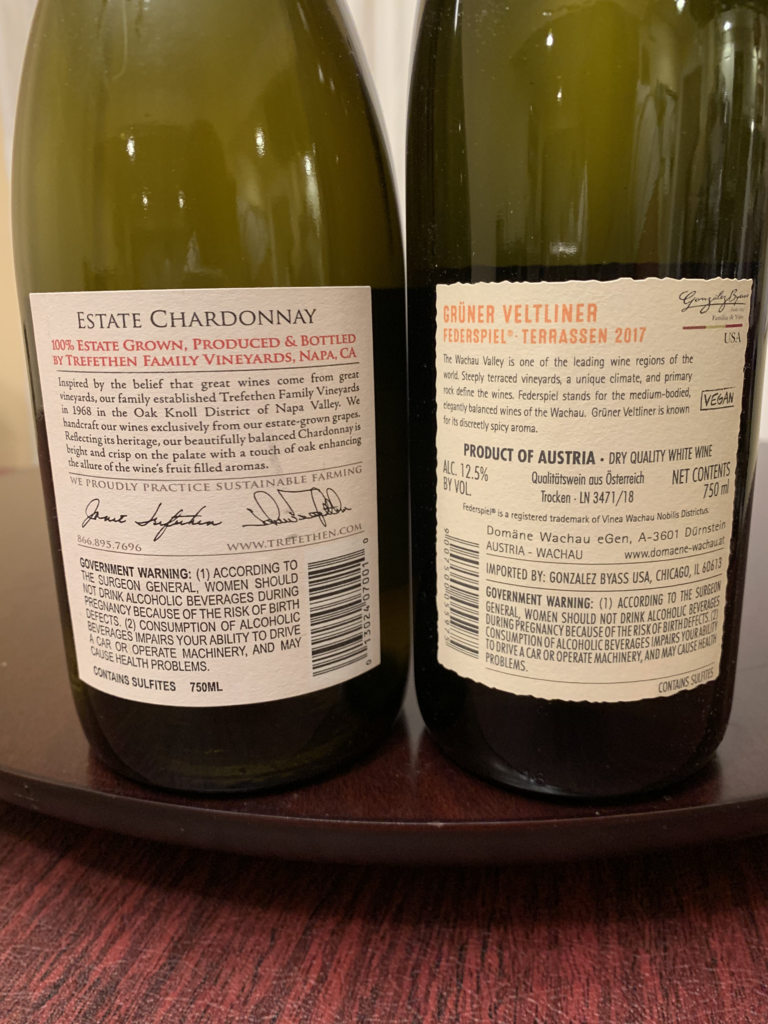 ESTATE CHARDONNAY
100% ESTATE GROWN, PRODUCED & BOTTLED
BY TREFETHEN FAMILY VINEYARDS, NAPA, CA
Inspired by the belief that great wines come from great
vineyards, our family established Trefethen Family Vineyards
in 1968 in the Oak Knoll District of Napa Valley. We
handcraft our wines exclusively from our estate-grown grapes.
Reflecting its heritage, our beautifully balanced Chardonnay is
bright and crisp on the palate with a touch of oak enhancing
the allure of the wine's fruit filled aromas.
WE PROUDLY PRACTICE SUSTAINABLE FARMING
Janet Trefethen
866.895.7696
WWW.TREFETHEN.COM
GOVERNMENT WARNING: (1) ACCORDING TO
THE SURGEON GENERAL, WOMEN SHOULD
NOT DRINK ALCOHOLIC BEVERAGES DURING
PREGNANCY BECAUSE OF THE RISK OF BIRTH
DEFECTS. (2) CONSUMPTION OF ALCOHOLIC
BEVERAGES IMPAIRS YOUR ABILITY TO DRIVE
A CAR OR OPERATE MACHINERY, AND MAY
CAUSE HEALTH PROBLEMS.
CONTAINS SULFITES 750ML
GRÜNER VELTLINER
FEDERSPIEL® · TERRASSEN 2017
González Byass
Familia de Vino
USA
The Wachau Valley is one of the leading wine regions of the
world. Steeply terraced vineyards, a unique climate, and primary
rock define the wines. Federspiel stands for the medium-bodied,
elegantly balanced wines of the Wachau. Grüner Veltliner is known
for its discreetly spicy aroma.
VEGAN
PRODUCT OF AUSTRIA · DRY QUALITY WHITE WINE
ALC. 12.5%
BY VOL.
Qualitätswein aus Österreich
Trocken · LN 3471/18
NET CONTENTS
750 ml
Federspiel® is a registered trademark of Vinea Wachau Nobilis Districtus.
Domäne Wachau eGen, A-3601 Dürnstein
AUSTRIA - WACHAU www.domaene-wachau.at
IMPORTED BY: GONZALEZ BYASS USA, CHICAGO, IL 60613
GOVERNMENT WARNING: (1) ACCORDING TO THE SURGEON
GENERAL, WOMEN SHOULD NOT DRINK ALCOHOLIC BEVERAGES
DURING PREGNANCY BECAUSE OF THE RISK OF BIRTH DEFECTS. (2)
CONSUMPTION OF ALCOHOLIC BEVERAGES IMPAIRS YOUR ABILITY
TO DRIVE A CAR OR OPERATE MACHINERY, AND MAY CAUSE HEALTH
PROBLEMS.
CONTAINS SULFITES